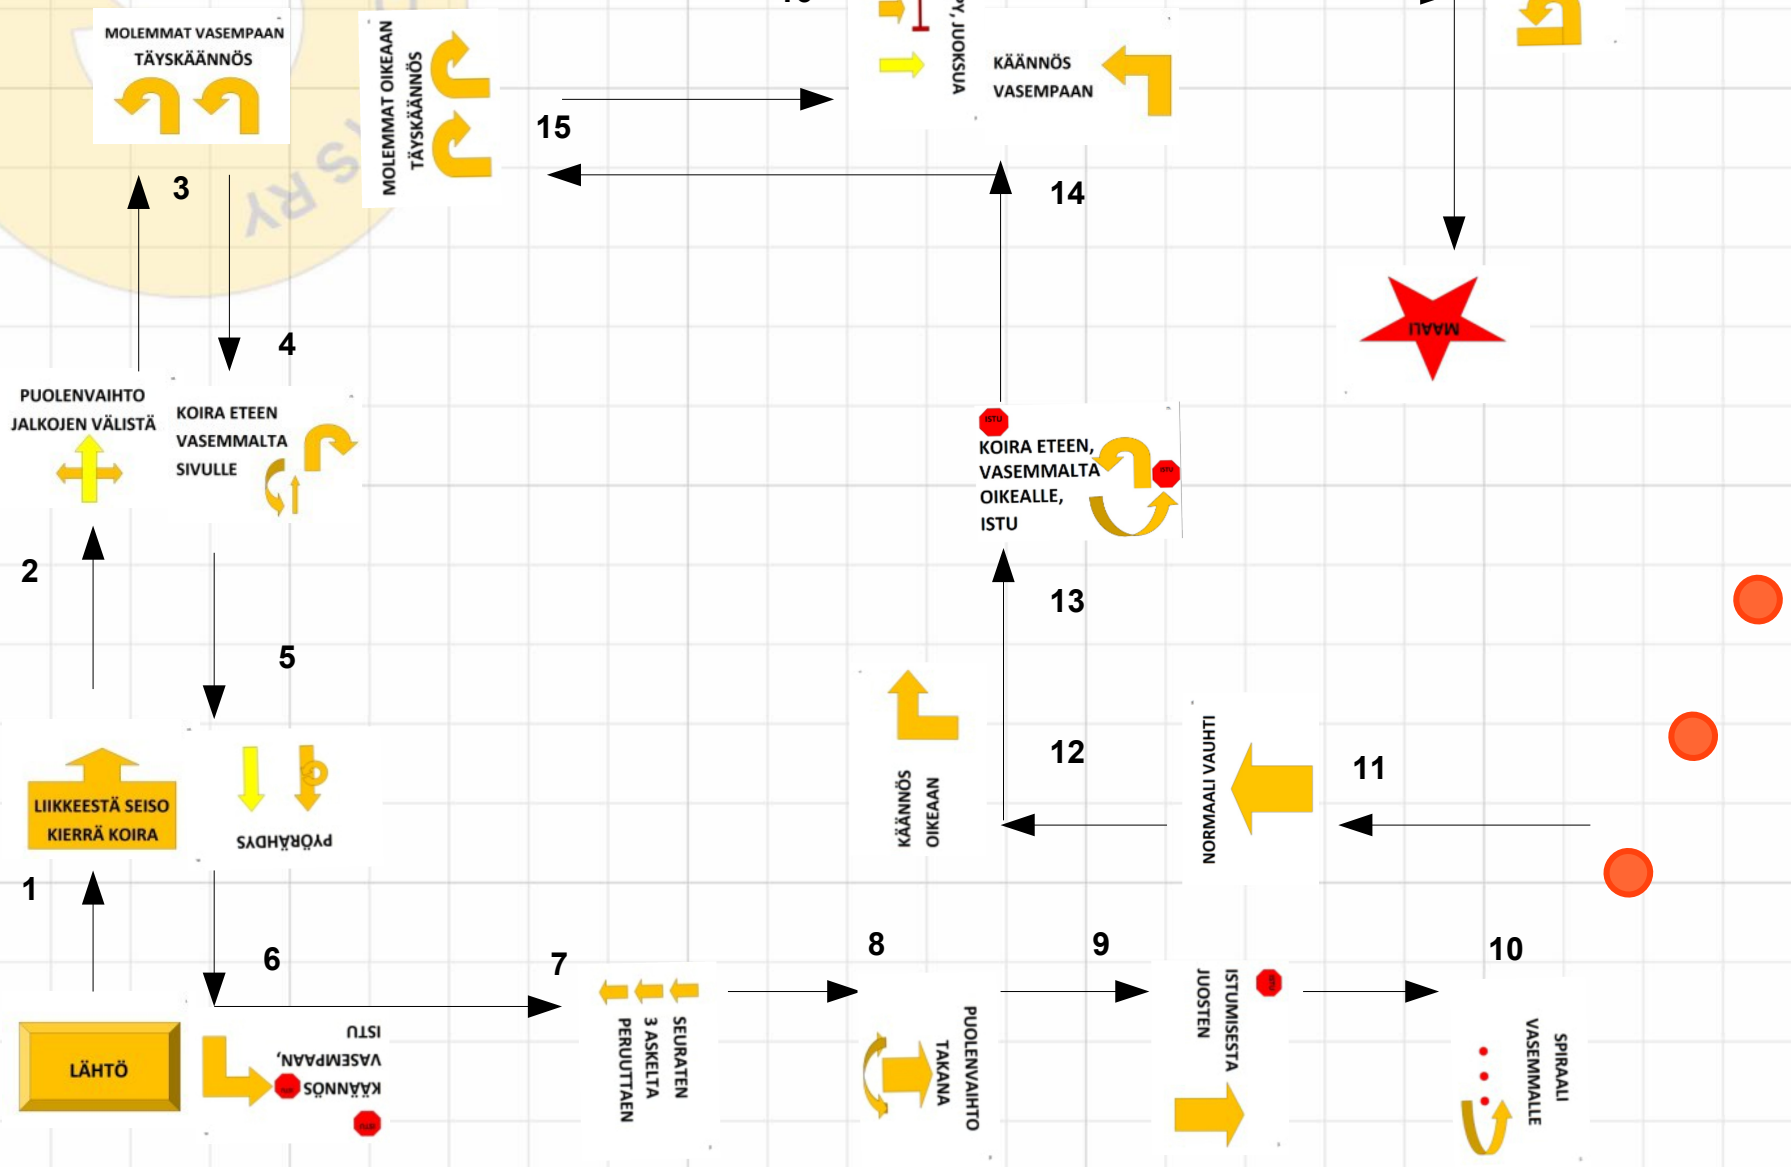 MOLEMMAT VASEMPAAN
TÄYSKÄÄNNÖS
MOLEMMAT OIKEAAN
TÄYSKÄÄNNÖS
15
JUOKSUA
KÄÄNNÖS
VASEMPAAN
3
SRY
14
4
MAALI
PUOLENVAIHTO
JALKOJEN VÄLISTÄ
KOIRA ETEEN
VASEMMALTA
SIVULLE
ISTU
KOIRA ETEEN,
VASEMMALTA
OIKEALLE,
ISTU
2
13
5
12
11
KÄÄNNÖS
OIKEAAN
NORMAALI VAUHTI
LIIKKEESTÄ SEISO
KIERRÄ KOIRA
PYÖRÄHDYS
1
6
7
8
9
10
LÄHTÖ
KÄÄNNÖS
VASEMPAAN,
ISTU
SEURATEN
3 ASKELTA
PERUUTTAEN
PUOLENVAIHTO
TAKANA
ISTUMISESTA
JUOSTEN
SPIRAALI
VASEMMALLE